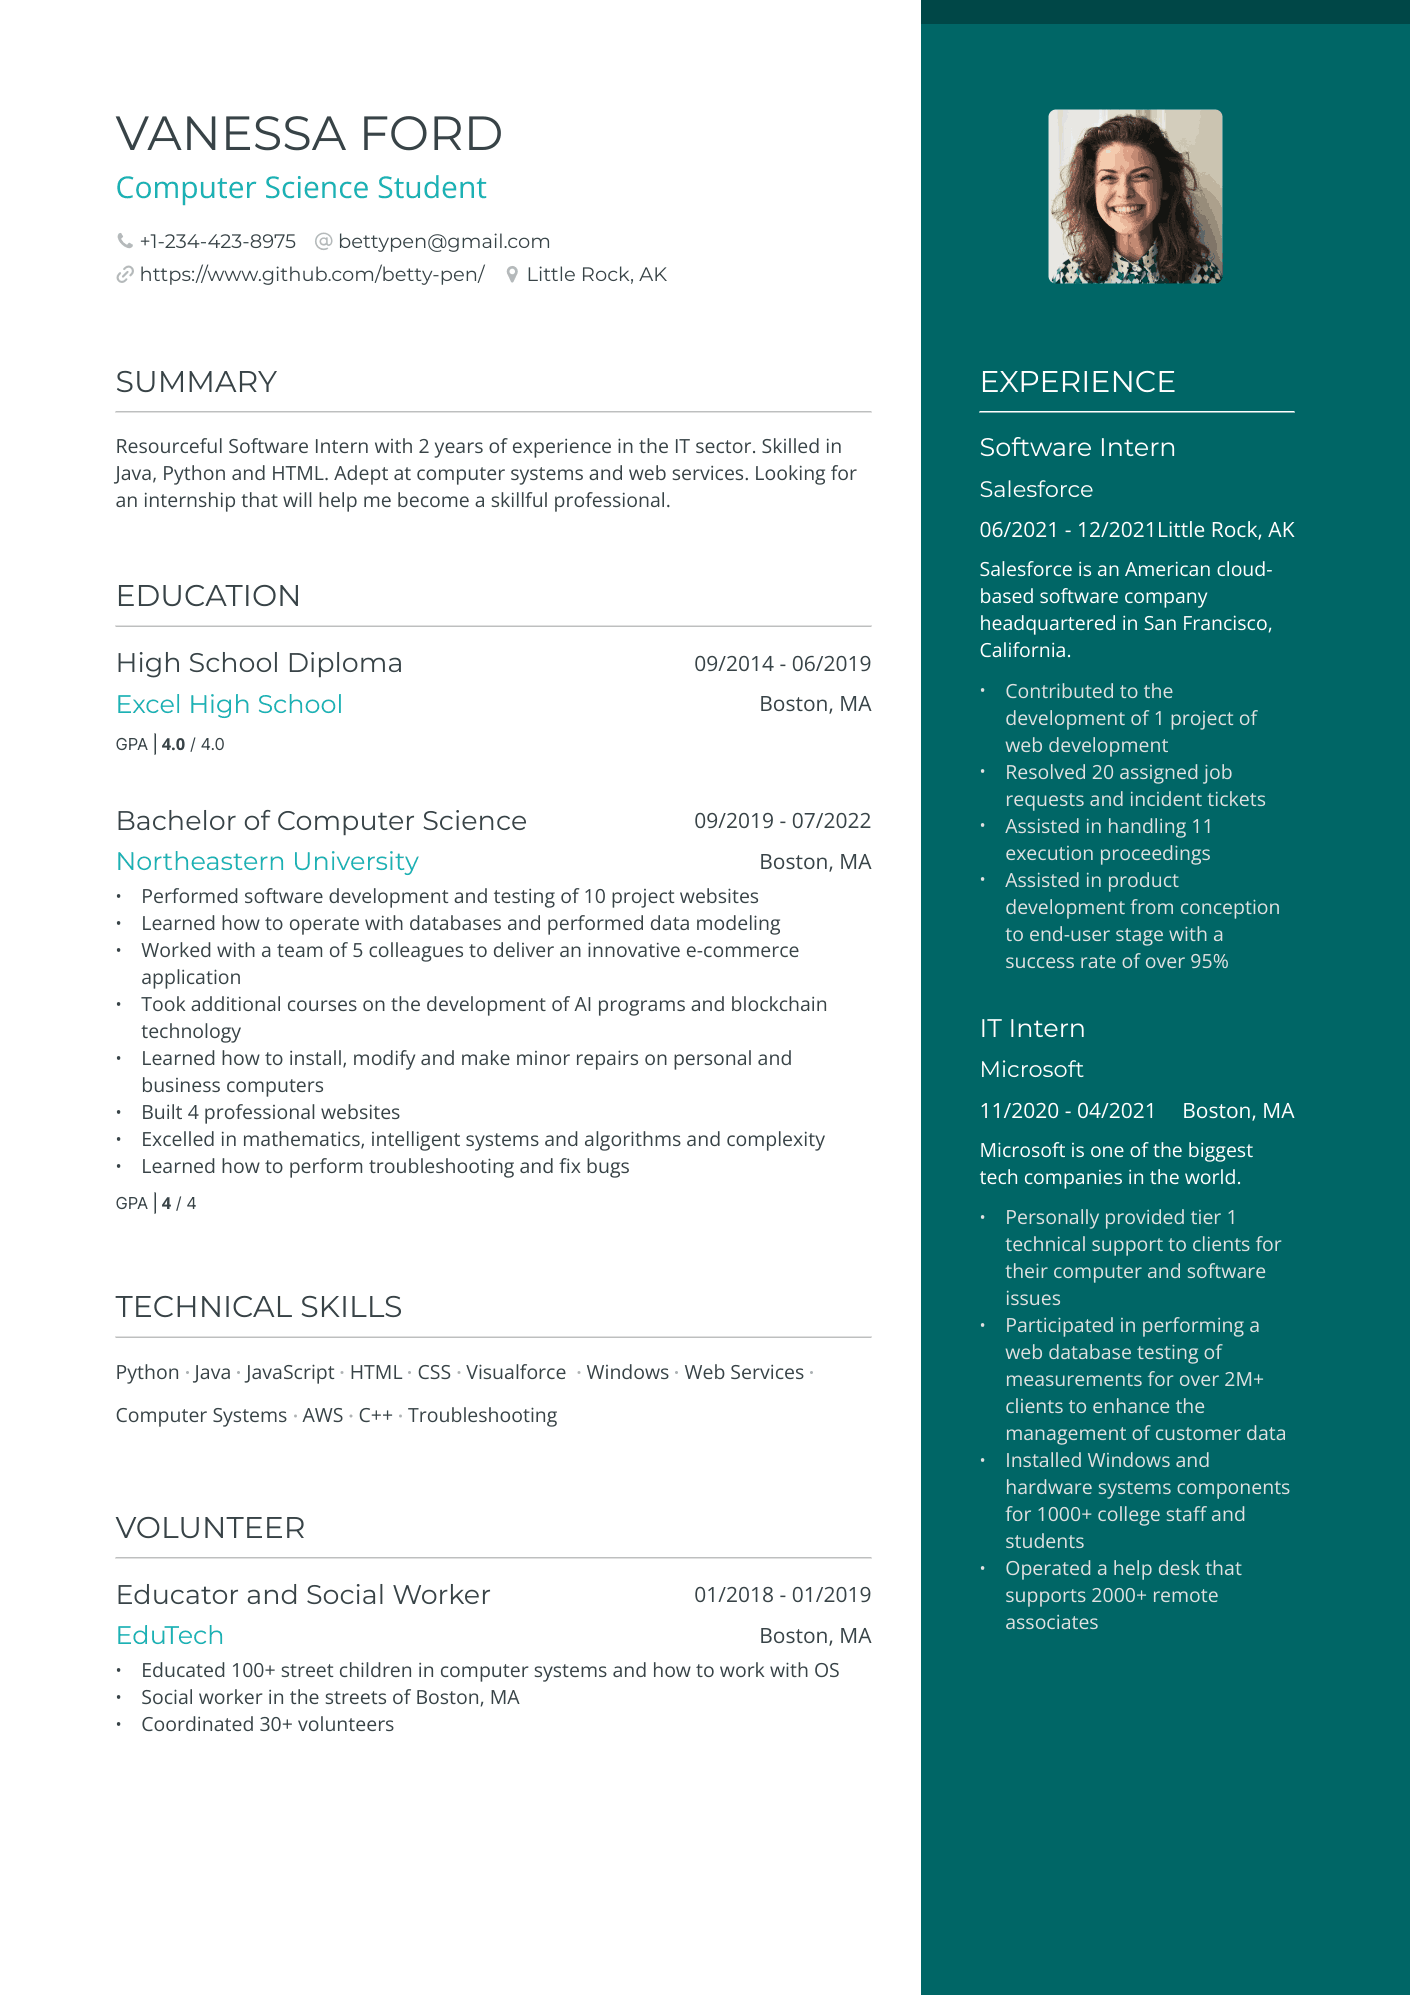 VANESSA FORD
Computer Science Student
+1-234-423-8975 bettypen@gmail.com
https://www.github.com/betty-pen/ Little Rock, AK
SUMMARY
Resourceful Software Intern with 2 years of experience in the IT sector. Skilled in
Java, Python and HTML. Adept at computer systems and web services. Looking for
an internship that will help me become a skillful professional.
EDUCATION
High School Diploma 09/2014 - 06/2019
Excel High School Boston, MA
GPA | 4.0 / 4.0
Bachelor of Computer Science 09/2019 - 07/2022
Northeastern University Boston, MA
• Performed software development and testing of 10 project websites
• Learned how to operate with databases and performed data modeling
• Worked with a team of 5 colleagues to deliver an innovative e-commerce
application
• Took additional courses on the development of AI programs and blockchain
technology
• Learned how to install, modify and make minor repairs on personal and
business computers
• Built 4 professional websites
• Excelled in mathematics, intelligent systems and algorithms and complexity
• Learned how to perform troubleshooting and fix bugs
GPA | 4 / 4
TECHNICAL SKILLS
Python · Java · JavaScript · HTML · CSS · Visualforce · Windows · Web Services ·
Computer Systems · AWS · C++ · Troubleshooting
VOLUNTEER
Educator and Social Worker 01/2018 - 01/2019
EduTech Boston, MA
• Educated 100+ street children in computer systems and how to work with OS
• Social worker in the streets of Boston, MA
• Coordinated 30+ volunteers
EXPERIENCE
Software Intern
Salesforce
06/2021 - 12/2021Little Rock, AK
Salesforce is an American cloud-
based software company
headquartered in San Francisco,
California.
• Contributed to the
development of 1 project of
web development
• Resolved 20 assigned job
requests and incident tickets
• Assisted in handling 11
execution proceedings
• Assisted in product
development from conception
to end-user stage with a
success rate of over 95%
IT Intern
Microsoft
11/2020 - 04/2021 Boston, MA
Microsoft is one of the biggest
tech companies in the world.
• Personally provided tier 1
technical support to clients for
their computer and software
issues
• Participated in performing a
web database testing of
measurements for over 2M+
clients to enhance the
management of customer data
• Installed Windows and
hardware systems components
for 1000+ college staff and
students
• Operated a help desk that
supports 2000+ remote
associates